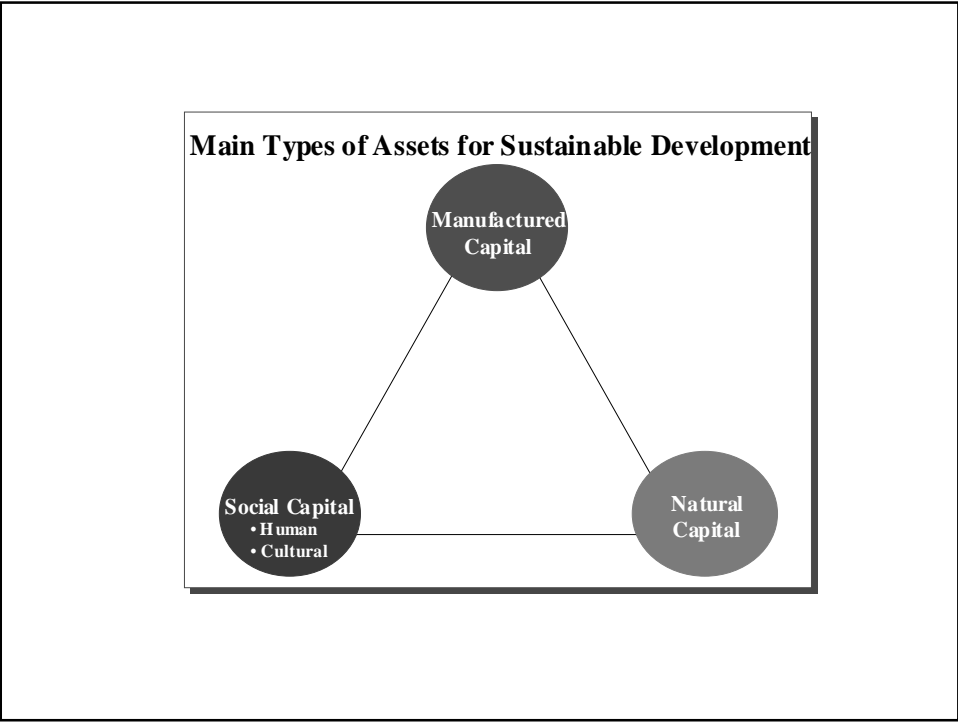 Main Types of Assets for Sustainable Development
Manufactured
Capital
Social Capital
• Human
• Cultural
Natural
Capital